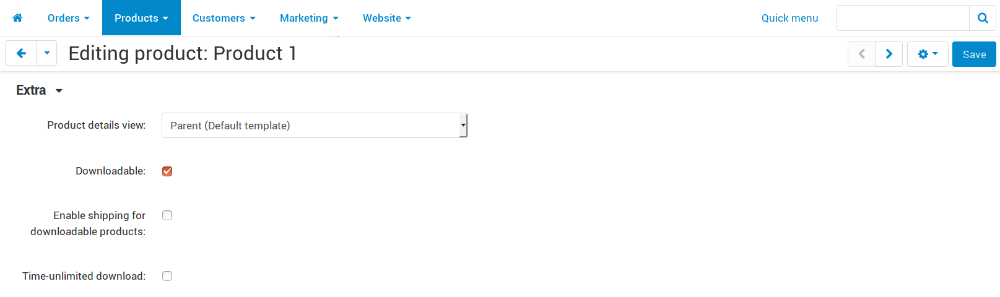 Orders Products Customers Marketing Website Quick menu
Editing product: Product 1 Save
Extra
Product details view: Parent (Default template)
Downloadable:
Enable shipping for
downloadable products:
Time-unlimited download: